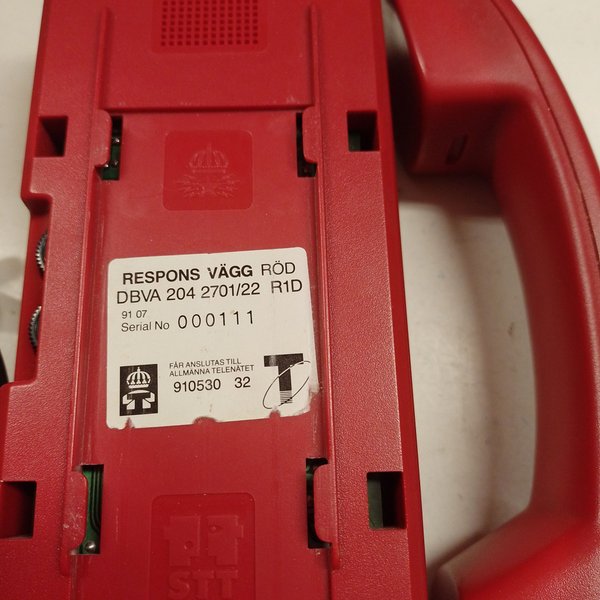 RESPONS VÄGG RÖD
DBVA 204 2701/22 R1D
91 07
Serial No 000111
FÅR ANSLUTAS TILL
ALLMÄNNA TELENÄTET
910530 32
T
T
STT